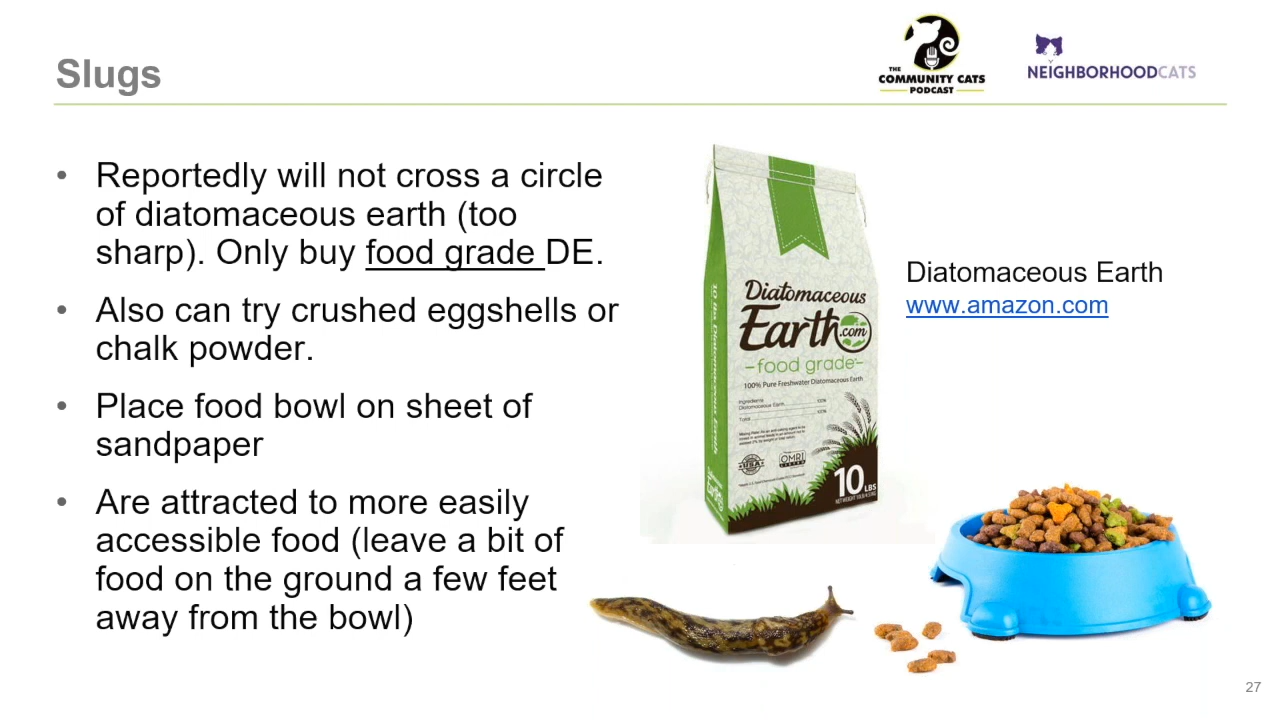 Slugs
THE
COMMUNITY CATS
PODCAST
NEIGHBORHOODCATS
• Reportedly will not cross a circle
of diatomaceous earth (too
sharp). Only buy food grade DE.
• Also can try crushed eggshells or
chalk powder.
• Place food bowl on sheet of
sandpaper
• Are attracted to more easily
accessible food (leave a bit of
food on the ground a few feet
away from the bowl)
Diatomaceous
Earth.com
food grade
100% Pure Freshwater Diatomaceous Earth
10 LBS
Diatomaceous Earth
www.amazon.com
27